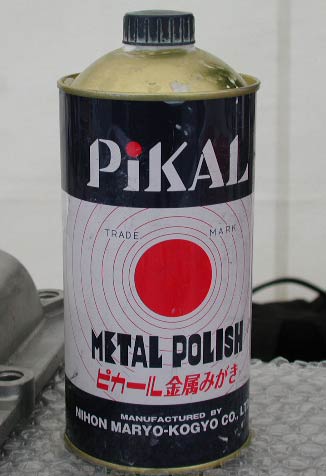 PiKAL
TRADE MARK
METAL POLISH
ピカール金属みがき
MANUFACTURED BY
NIHON MARYO-KOGYO CO.,